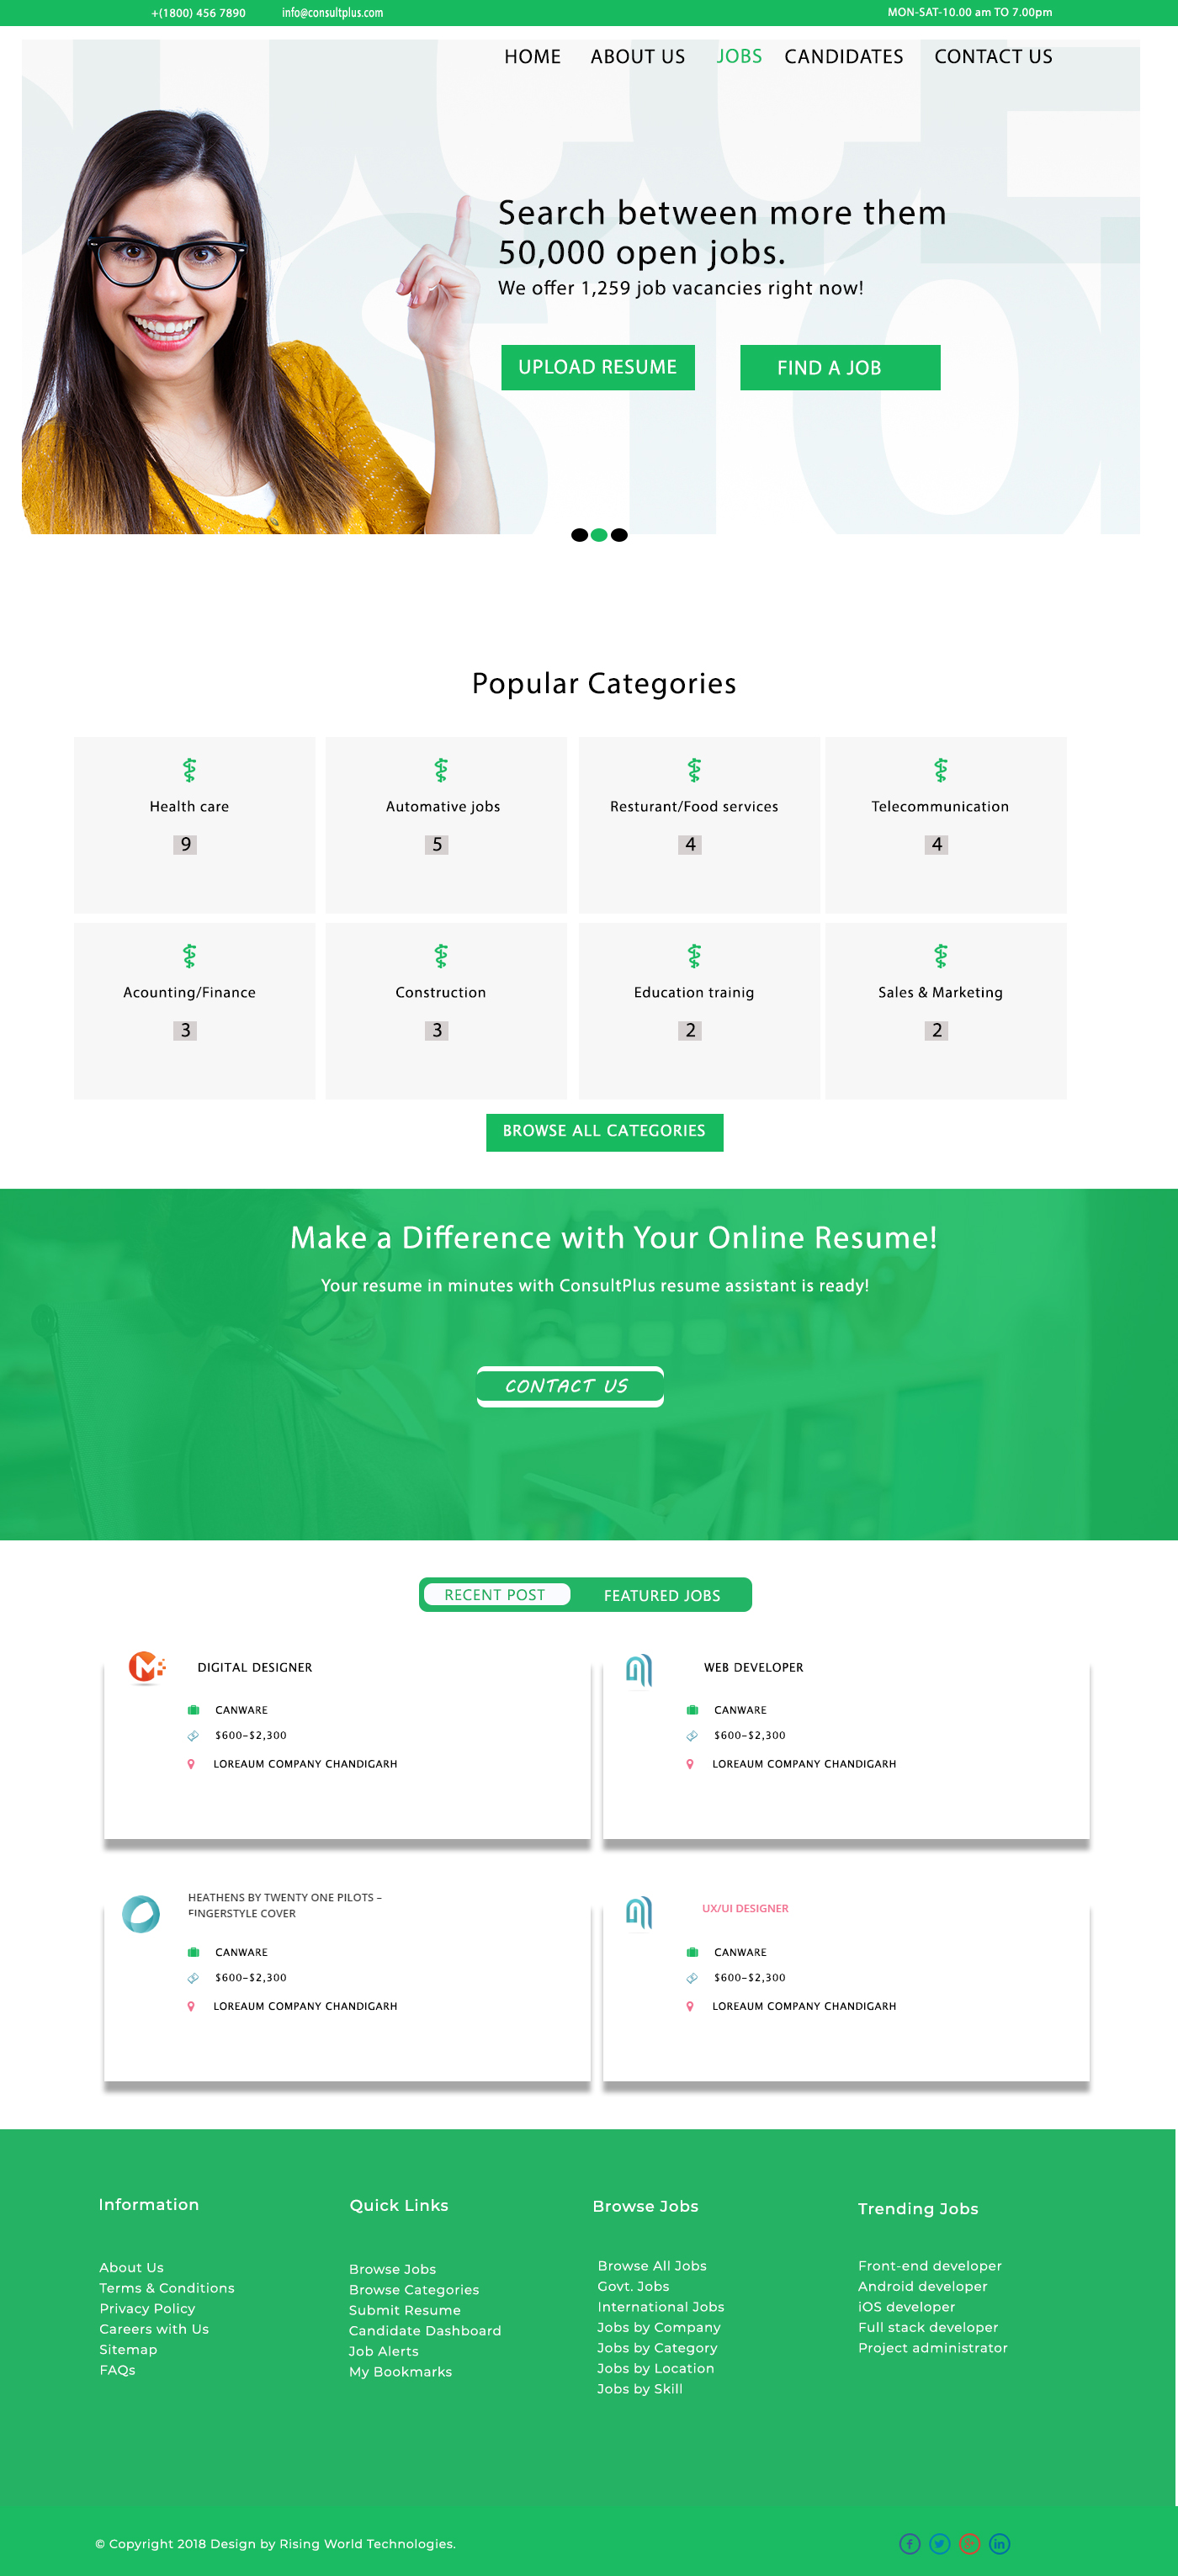 +(1800) 456 7890 info@consultplus.com MON-SAT-10.00 am TO 7.00pm
HOME ABOUT US JOBS CANDIDATES CONTACT US
Search between more them
50,000 open jobs.
We offer 1,259 job vacancies right now!
UPLOAD RESUME FIND A JOB
Popular Categories
Health care Automative jobs Resturant/Food services Telecommunication
9 5 4 4
Acounting/Finance Construction Education trainig Sales & Marketing
3 3 2 2
BROWSE ALL CATEGORIES
Make a Difference with Your Online Resume!
Your resume in minutes with ConsultPlus resume assistant is ready!
CONTACT US
RECENT POST FEATURED JOBS
DIGITAL DESIGNER
CANWARE
$600-$2,300
LOREAUM COMPANY CHANDIGARH
WEB DEVELOPER
CANWARE
$600-$2,300
LOREAUM COMPANY CHANDIGARH
HEATHENS BY TWENTY ONE PILOTS –
FINGERSTYLE COVER
CANWARE
$600-$2,300
LOREAUM COMPANY CHANDIGARH
UX/UI DESIGNER
CANWARE
$600-$2,300
LOREAUM COMPANY CHANDIGARH
Information
About Us
Terms & Conditions
Privacy Policy
Careers with Us
Sitemap
FAQs
Quick Links
Browse Jobs
Browse Categories
Submit Resume
Candidate Dashboard
Job Alerts
My Bookmarks
Browse Jobs
Browse All Jobs
Govt. Jobs
International Jobs
Jobs by Company
Jobs by Category
Jobs by Location
Jobs by Skill
Trending Jobs
Front-end developer
Android developer
iOS developer
Full stack developer
Project administrator
© Copyright 2018 Design by Rising World Technologies.